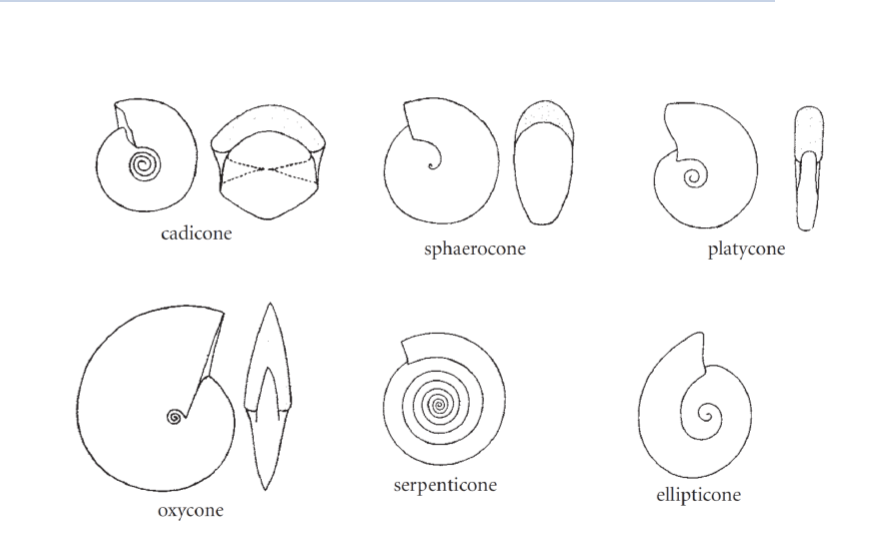 cadicone
sphaerocone
platycone
oxycone
serpenticone
ellipticone